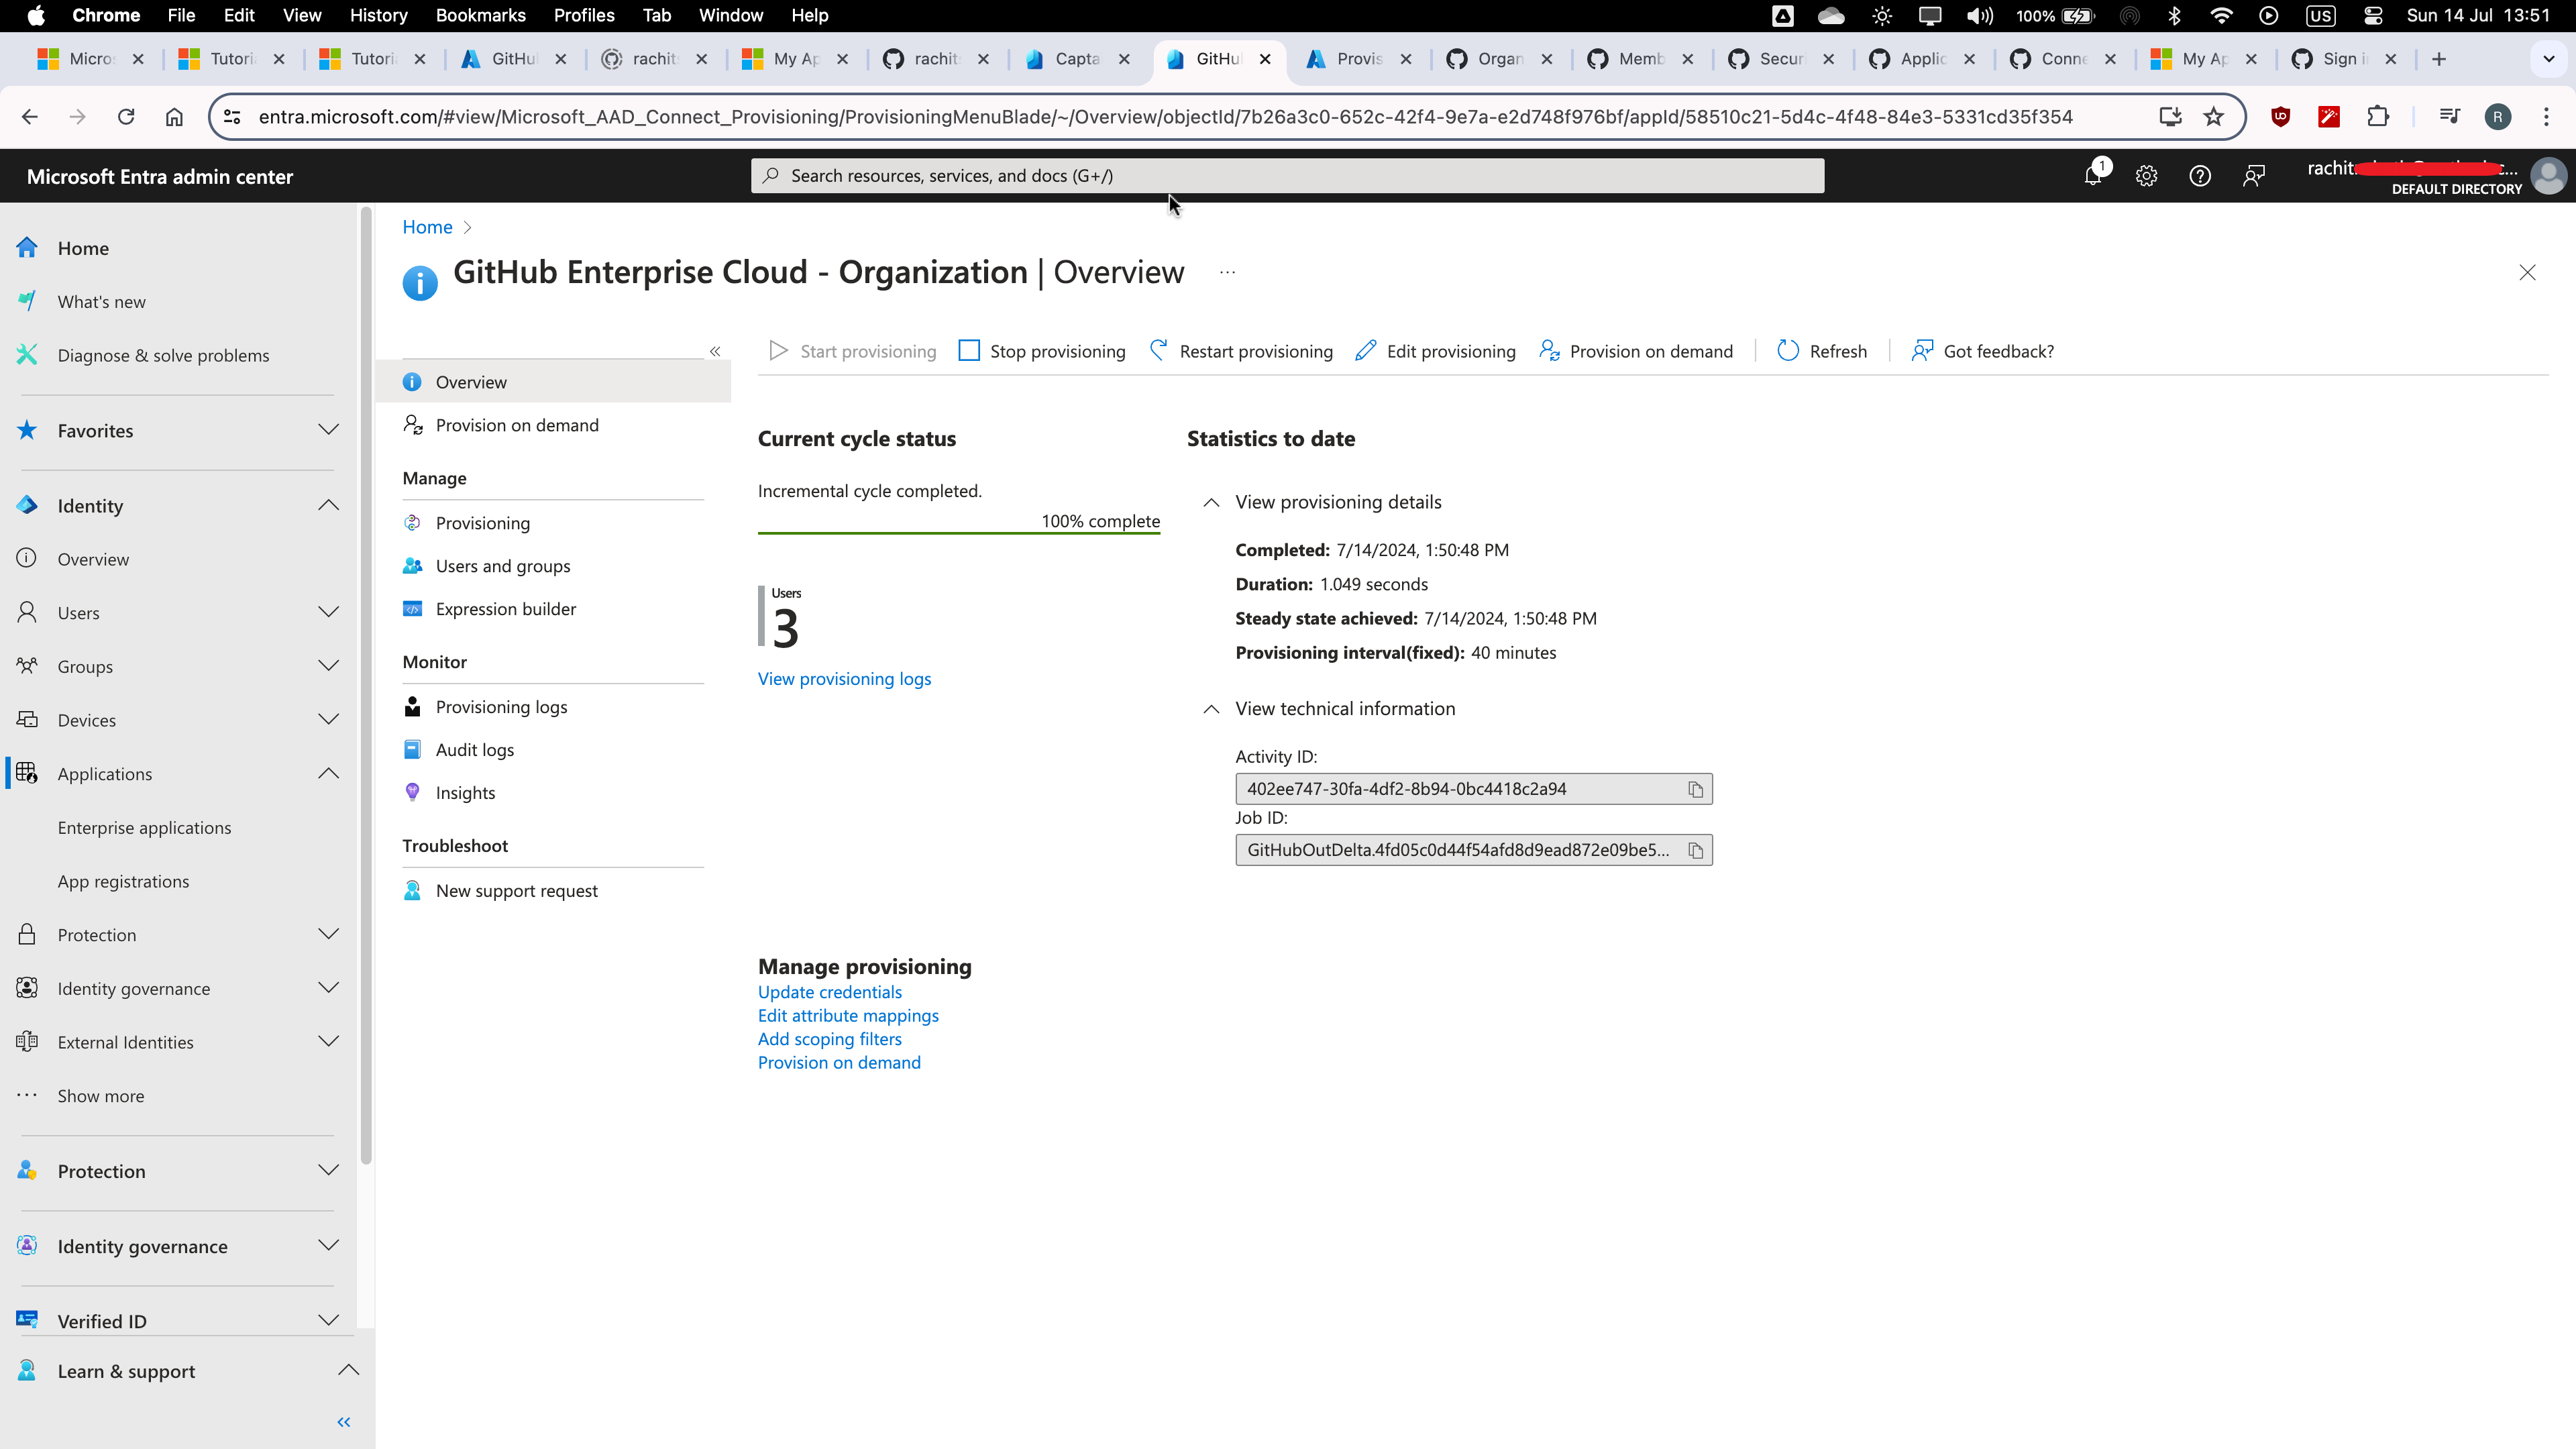 Chrome File Edit View History Bookmarks Profiles Tab Window Help 100% US Sun 14 Jul 13:51
Micros Tutori Tutori GitHu rachit My Ap rachit Capta GitHu Provis Organ Memb Secur Applic Conne My Ap Sign i
entra.microsoft.com/#view/Microsoft_AAD_Connect_Provisioning/ProvisioningMenuBlade/~/Overview/objectId/7b26a3c0-652c-42f4-9e7a-e2d748f976bf/appId/58510c21-5d4c-4f48-84e3-5331cd35f354
R
Microsoft Entra admin center
Search resources, services, and docs (G+/)
1
rachit
DEFAULT DIRECTORY
Home
What's new
Diagnose & solve problems
Favorites
Identity
Overview
Users
Groups
Devices
Applications
Enterprise applications
App registrations
Protection
Identity governance
External Identities
Show more
Protection
Identity governance
Verified ID
Learn & support
Home
GitHub Enterprise Cloud - Organization | Overview
Overview
Provision on demand
Manage
Provisioning
Users and groups
Expression builder
Monitor
Provisioning logs
Audit logs
Insights
Troubleshoot
New support request
Start provisioning Stop provisioning Restart provisioning Edit provisioning Provision on demand Refresh Got feedback?
Current cycle status
Incremental cycle completed.
100% complete
Users
3
View provisioning logs
Statistics to date
View provisioning details
Completed: 7/14/2024, 1:50:48 PM
Duration: 1.049 seconds
Steady state achieved: 7/14/2024, 1:50:48 PM
Provisioning interval(fixed): 40 minutes
View technical information
Activity ID:
402ee747-30fa-4df2-8b94-0bc4418c2a94
Job ID:
GitHubOutDelta.4fd05c0d44f54afd8d9ead872e09be5...
Manage provisioning
Update credentials
Edit attribute mappings
Add scoping filters
Provision on demand